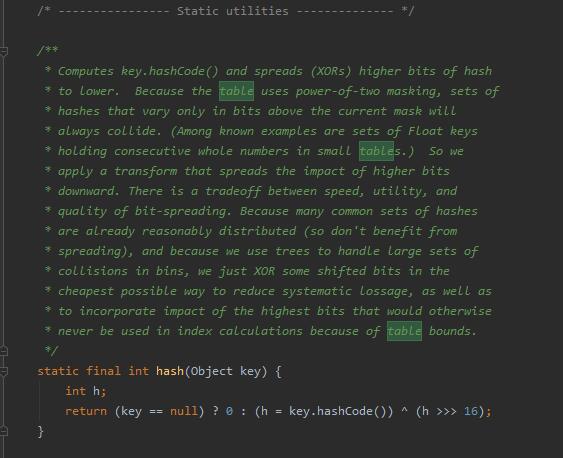 /* ---------------- Static utilities -------------- */
/**
* Computes key.hashCode() and spreads (XORs) higher bits of hash
* to lower.  Because the table uses power-of-two masking, sets of
* hashes that vary only in bits above the current mask will
* always collide. (Among known examples are sets of Float keys
* holding consecutive whole numbers in small tables.)  So we
* apply a transform that spreads the impact of higher bits
* downward. There is a tradeoff between speed, utility, and
* quality of bit-spreading. Because many common sets of hashes
* are already reasonably distributed (so don't benefit from
* spreading), and because we use trees to handle large sets of
* collisions in bins, we just XOR some shifted bits in the
* cheapest possible way to reduce systematic lossage, as well as
* to incorporate impact of the highest bits that would otherwise
* never be used in index calculations because of table bounds.
*/
static final int hash(Object key) {
int h;
return (key == null) ? 0 : (h = key.hashCode()) ^ (h >>> 16);
}